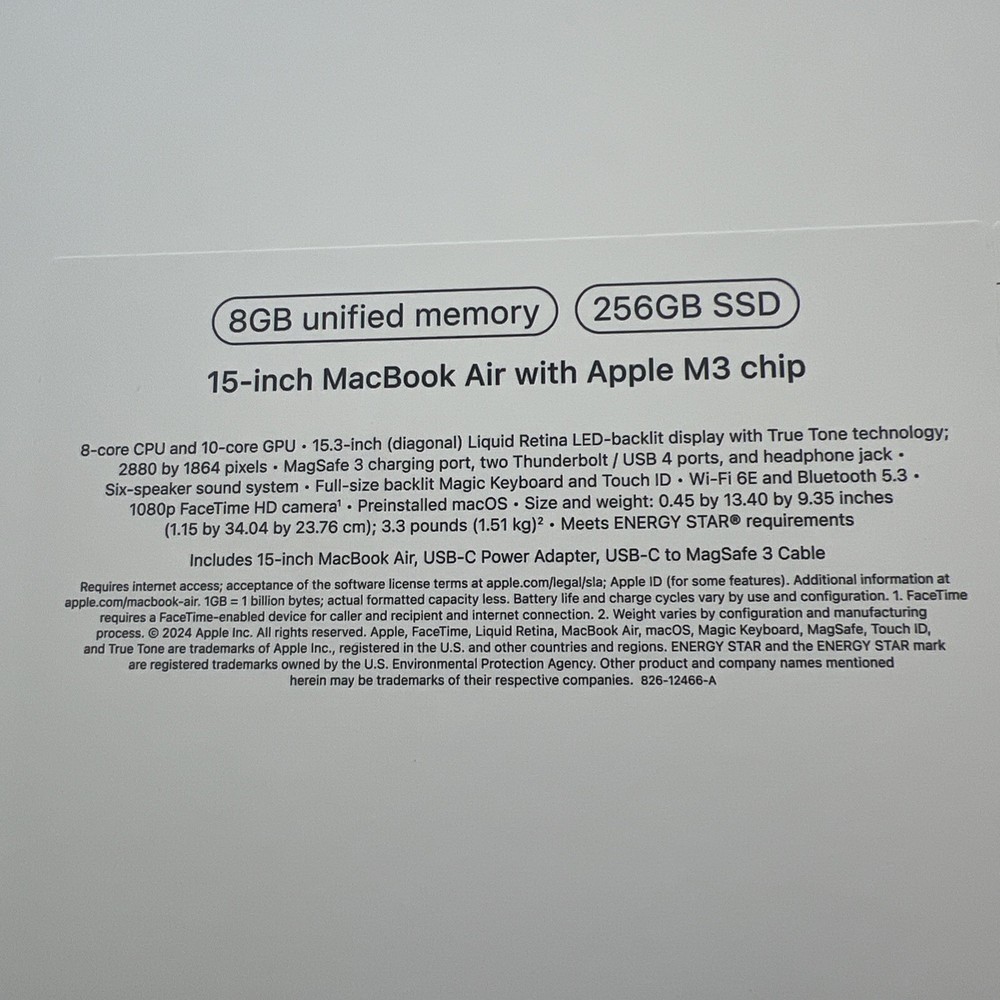 8GB unified memory 256GB SSD
15-inch MacBook Air with Apple M3 chip
8-core CPU and 10-core GPU • 15.3-inch (diagonal) Liquid Retina LED-backlit display with True Tone technology;
2880 by 1864 pixels • MagSafe 3 charging port, two Thunderbolt / USB 4 ports, and headphone jack •
Six-speaker sound system • Full-size backlit Magic Keyboard and Touch ID • Wi-Fi 6E and Bluetooth 5.3 •
1080p FaceTime HD camera¹ • Preinstalled macOS • Size and weight: 0.45 by 13.40 by 9.35 inches
(1.15 by 34.04 by 23.76 cm); 3.3 pounds (1.51 kg)² • Meets ENERGY STAR® requirements
Includes 15-inch MacBook Air, USB-C Power Adapter, USB-C to MagSafe 3 Cable
Requires internet access; acceptance of the software license terms at apple.com/legal/sla; Apple ID (for some features). Additional information at
apple.com/macbook-air. 1GB = 1 billion bytes; actual formatted capacity less. Battery life and charge cycles vary by use and configuration. 1. FaceTime
requires a FaceTime-enabled device for caller and recipient and internet connection. 2. Weight varies by configuration and manufacturing
process. © 2024 Apple Inc. All rights reserved. Apple, FaceTime, Liquid Retina, MacBook Air, macOS, Magic Keyboard, MagSafe, Touch ID,
and True Tone are trademarks of Apple Inc., registered in the U.S. and other countries and regions. ENERGY STAR and the ENERGY STAR mark
are registered trademarks owned by the U.S. Environmental Protection Agency. Other product and company names mentioned
herein may be trademarks of their respective companies. 826-12466-A